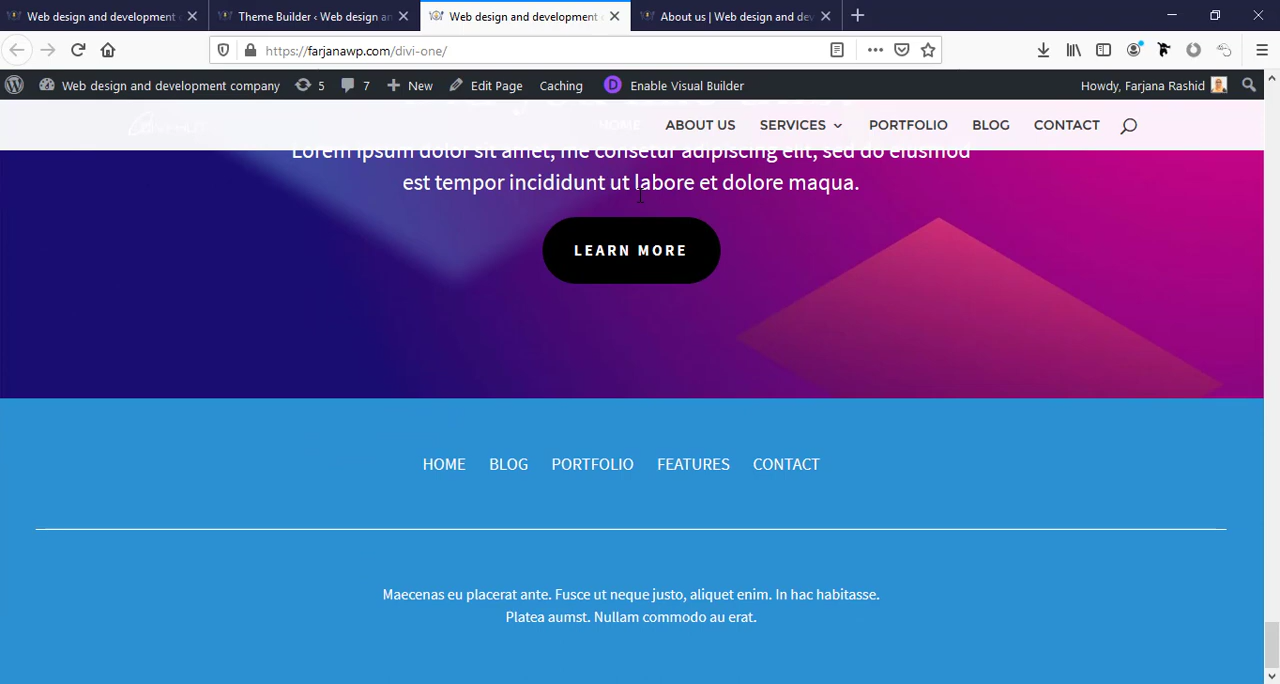 Web design and development
Theme Builder ‹ Web design an
Web design and development
About us | Web design and dev
https://farjanawp.com/divi-one/
Web design and development company
5
7
New
Edit Page
Caching
D
Enable Visual Builder
Howdy, Farjana Rashid
HOME
ABOUT US
SERVICES
PORTFOLIO
BLOG
CONTACT
Lorem ipsum dolor sit amet, me consetur adipiscing elit, sed do eiusmod
est tempor incididunt ut labore et dolore maqua.
LEARN MORE
HOME
BLOG
PORTFOLIO
FEATURES
CONTACT
Maecenas eu placerat ante. Fusce ut neque justo, aliquet enim. In hac habitasse.
Platea aumst. Nullam commodo au erat.